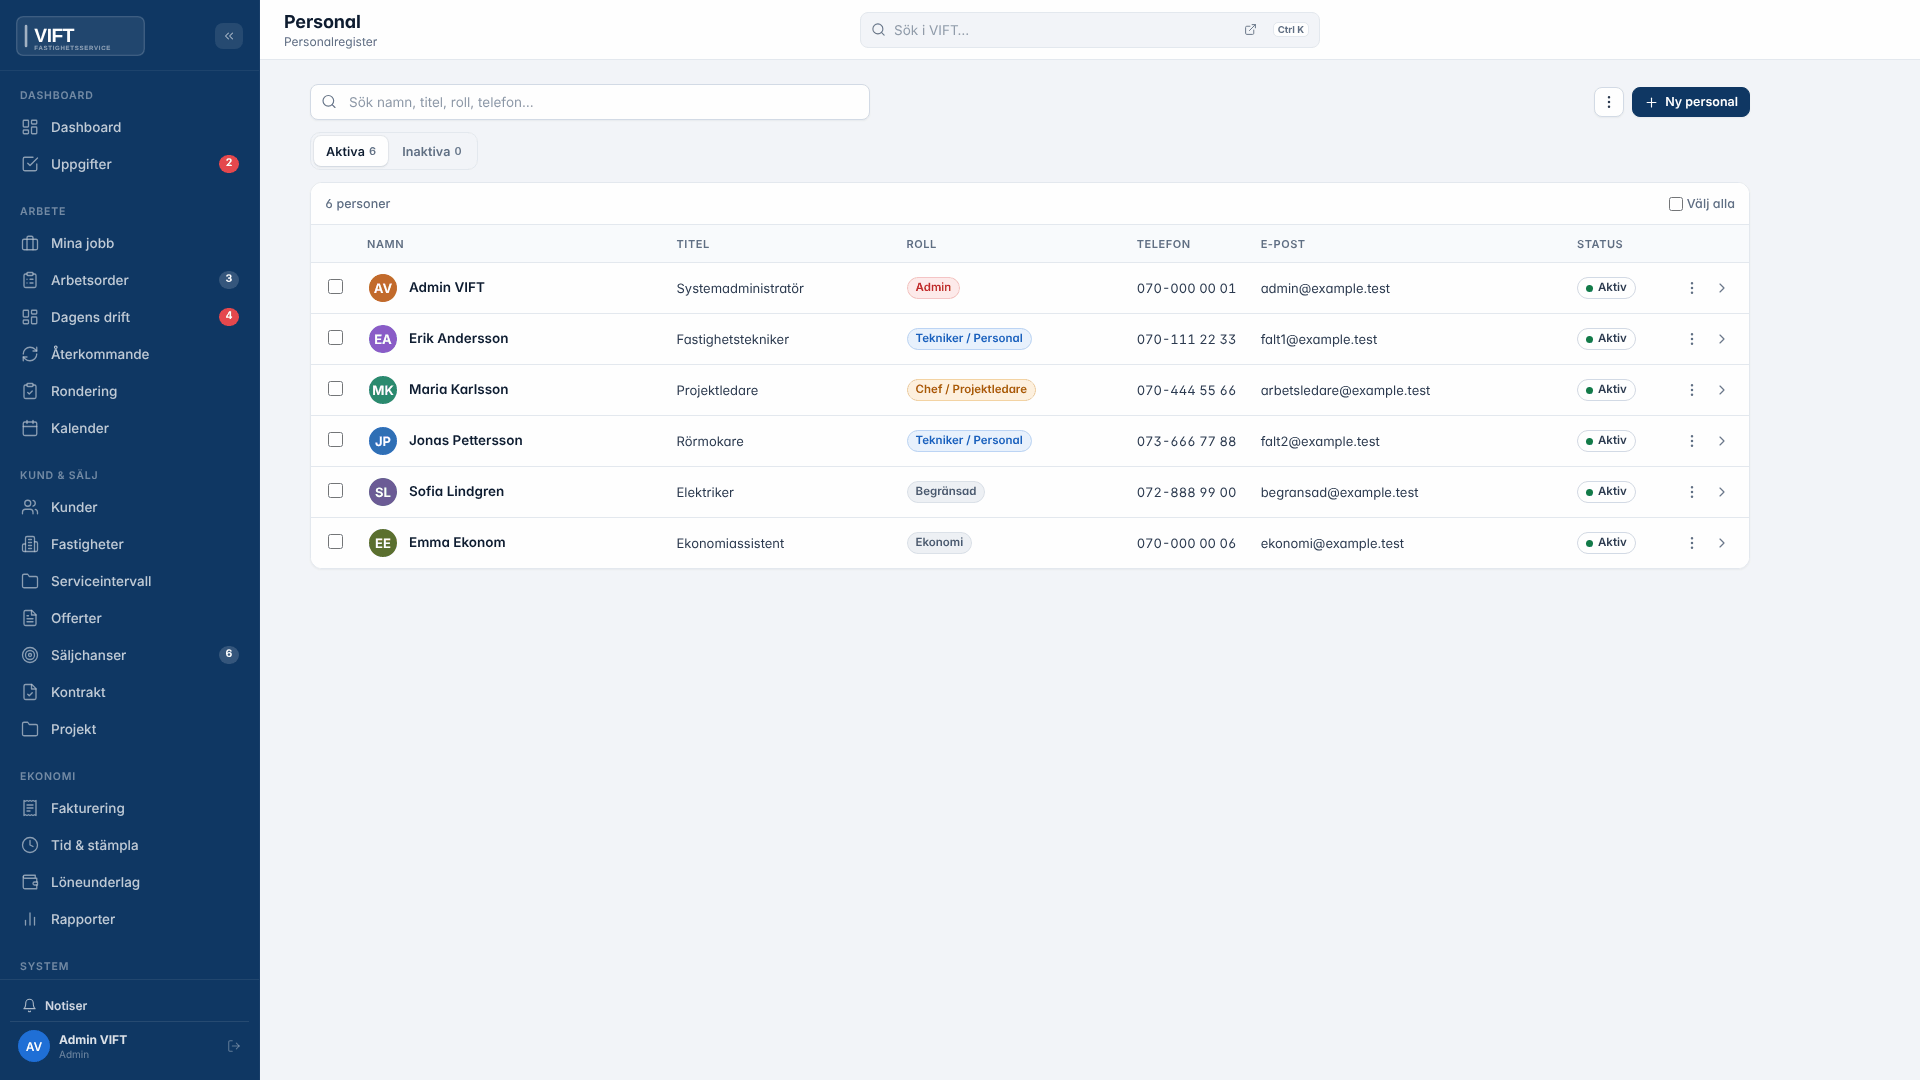 VIFT
FASTIGHETSSERVICE
DASHBOARD
Dashboard
Uppgifter 2
ARBETE
Mina jobb
Arbetsorder 3
Dagens drift 4
Återkommande
Rondering
Kalender
KUND & SÄLJ
Kunder
Fastigheter
Serviceintervall
Offerter
Säljchanser 6
Kontrakt
Projekt
EKONOMI
Fakturering
Tid & stämpla
Löneunderlag
Rapporter
SYSTEM
Notiser
AV Admin VIFT
Admin
Personal
Personalregister
Sök i VIFT... Ctrl K
Sök namn, titel, roll, telefon...
Ny personal
Aktiva 6 Inaktiva 0
6 personer Välj alla
NAMN TITEL ROLL TELEFON E-POST STATUS
AV Admin VIFT Systemadministratör Admin 070-000 00 01 admin@example.test Aktiv
EA Erik Andersson Fastighetstekniker Tekniker / Personal 070-111 22 33 falt1@example.test Aktiv
MK Maria Karlsson Projektledare Chef / Projektledare 070-444 55 66 arbetsledare@example.test Aktiv
JP Jonas Pettersson Rörmokare Tekniker / Personal 073-666 77 88 falt2@example.test Aktiv
SL Sofia Lindgren Elektriker Begränsad 072-888 99 00 begransad@example.test Aktiv
EE Emma Ekonom Ekonomiassistent Ekonomi 070-000 00 06 ekonomi@example.test Aktiv